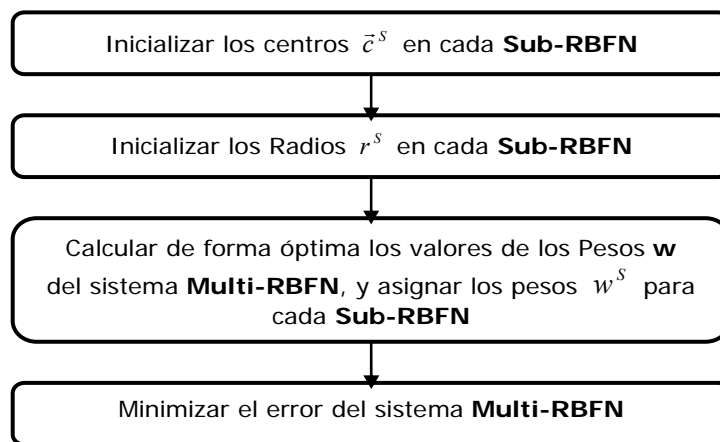 Inicializar los centros $\vec{c}^{\,S}$ en cada Sub-RBFN
Inicializar los Radios $r^{S}$ en cada Sub-RBFN
Calcular de forma óptima los valores de los Pesos w
del sistema Multi-RBFN, y asignar los pesos $w^{S}$ para
cada Sub-RBFN
Minimizar el error del sistema Multi-RBFN